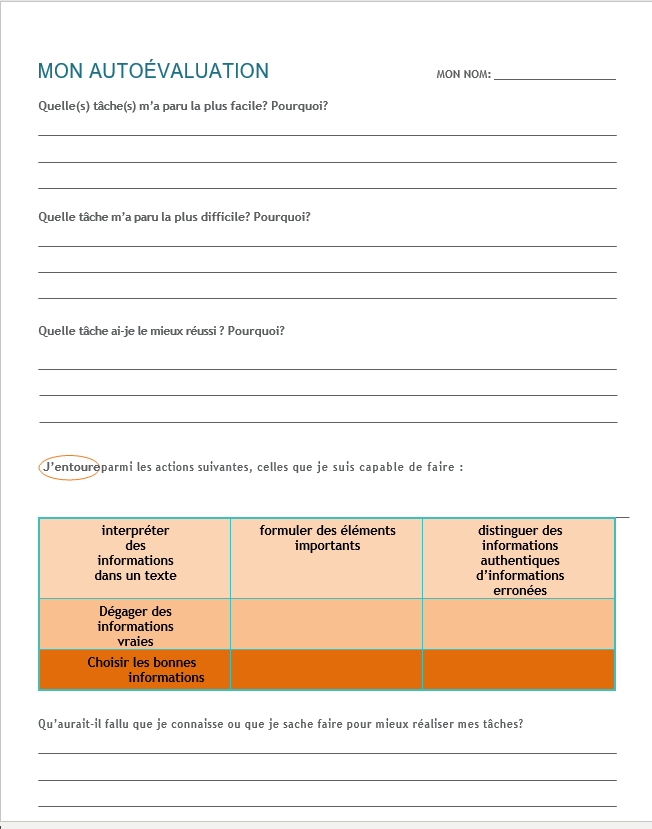 MON AUTOÉVALUATION
MON NOM:
Quelle(s) tâche(s) m'a paru la plus facile? Pourquoi?
Quelle tâche m'a paru la plus difficile? Pourquoi?
Quelle tâche ai-je le mieux réussi ? Pourquoi?
J'entoure parmi les actions suivantes, celles que je suis capable de faire :
interpréter
des
informations
dans un texte
formuler des éléments
importants
distinguer des
informations
authentiques
d'informations
erronées
Dégager des
informations
vraies
Choisir les bonnes
informations
Qu'aurait-il fallu que je connaisse ou que je sache faire pour mieux réaliser mes tâches?